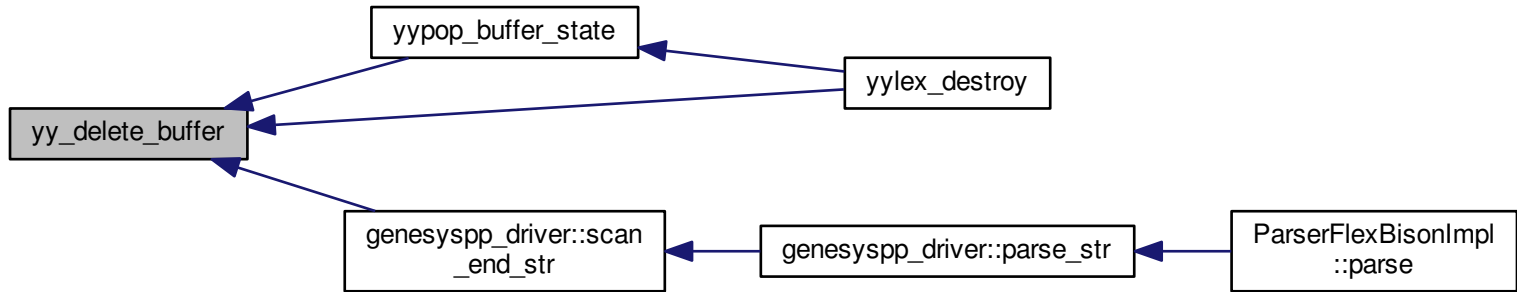 yypop_buffer_state
yylex_destroy
yy_delete_buffer
genesyspp_driver::scan
_end_str
genesyspp_driver::parse_str
ParserFlexBisonImpl
::parse